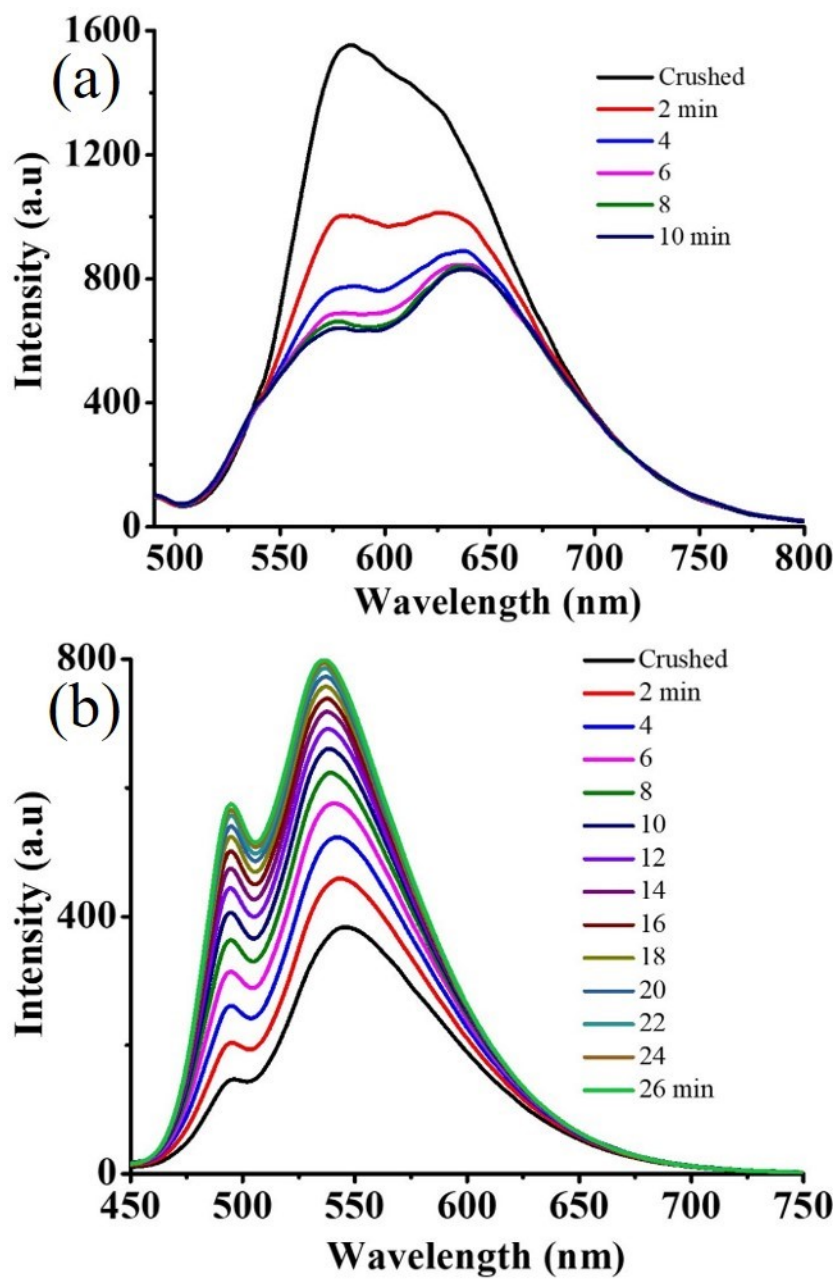 (a)
Intensity (a.u)
1600
1200
800
400
0
500 550 600 650 700 750 800
Wavelength (nm)
Crushed
2 min
4
6
8
10 min
(b)
Intensity (a.u)
800
400
0
450 500 550 600 650 700 750
Wavelength (nm)
Crushed
2 min
4
6
8
10
12
14
16
18
20
22
24
26 min